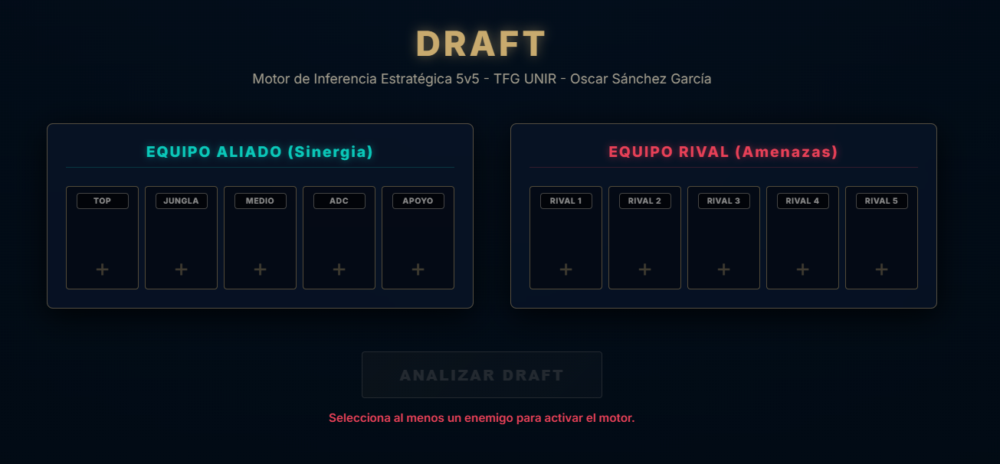 DRAFT
Motor de Inferencia Estratégica 5v5 - TFG UNIR - Oscar Sánchez García
EQUIPO ALIADO (Sinergia)
TOP JUNGLA MEDIO ADC APOYO
+ + + + +
EQUIPO RIVAL (Amenazas)
RIVAL 1 RIVAL 2 RIVAL 3 RIVAL 4 RIVAL 5
+ + + + +
ANALIZAR DRAFT
Selecciona al menos un enemigo para activar el motor.